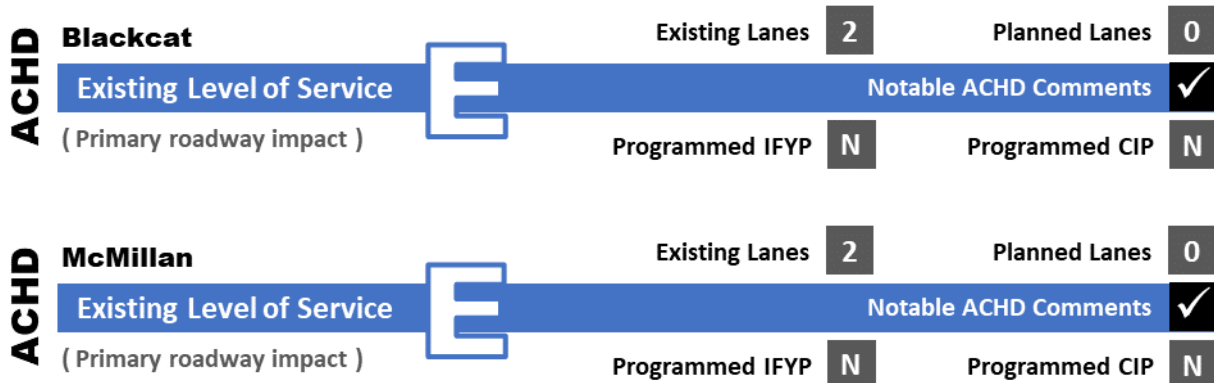 ACHD
Blackcat
Existing Lanes 2
Planned Lanes 0
Existing Level of Service E
Notable ACHD Comments ✓
( Primary roadway impact )
Programmed IFYP N
Programmed CIP N
ACHD
McMillan
Existing Lanes 2
Planned Lanes 0
Existing Level of Service E
Notable ACHD Comments ✓
( Primary roadway impact )
Programmed IFYP N
Programmed CIP N